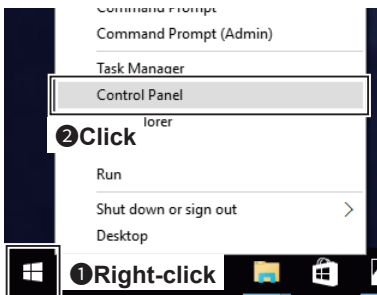 Command Prompt
Command Prompt (Admin)
Task Manager
Control Panel
lorer
❷Click
Run
Shut down or sign out
Desktop
❶Right-click